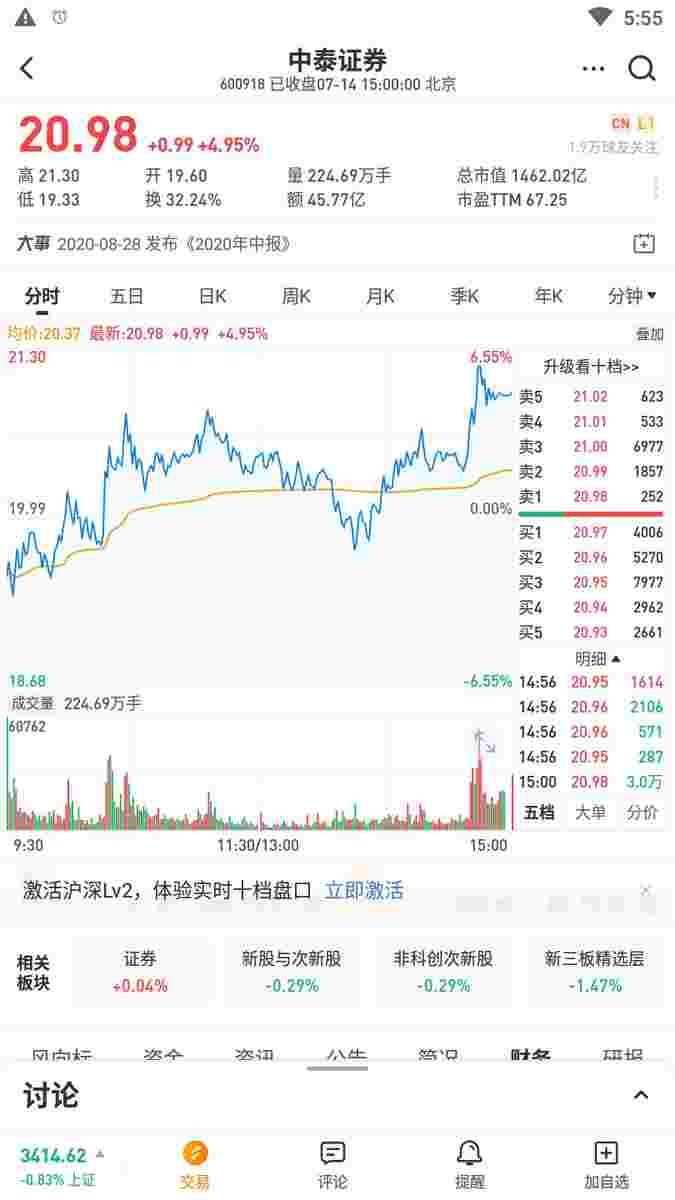 5:55
中泰证券
600918 已收盘07-14 15:00:00 北京
20.98 +0.99 +4.95%
CN L1
1.9万球友关注
高 21.30 开 19.60 量 224.69万手 总市值 1462.02亿
低 19.33 换 32.24% 额 45.77亿 市盈TTM 67.25
大事 2020-08-28 发布《2020年中报》
分时 五日 日K 周K 月K 季K 年K 分钟
均价:20.37 最新:20.98 +0.99 +4.95% 叠加
21.30 6.55%
升级看十档>>
卖5 21.02 623
卖4 21.01 533
卖3 21.00 6977
卖2 20.99 1857
卖1 20.98 252
19.99 0.00%
买1 20.97 4006
买2 20.96 5270
买3 20.95 7977
买4 20.94 2962
买5 20.93 2661
明细
18.68 -6.55%
14:56 20.95 1614
14:56 20.96 2106
14:56 20.96 571
14:56 20.95 287
15:00 20.98 3.0万
成交量 224.69万手
60762
五档 大单 分价
9:30 11:30/13:00 15:00
激活沪深Lv2，体验实时十档盘口 立即激活
相关板块
证券 新股与次新股 非科创次新股 新三板精选层
+0.04% -0.29% -0.29% -1.47%
风向标 资金 资讯 公告 简况 财务 研报
讨论
3414.62
-0.83% 上证
交易 评论 提醒 加自选